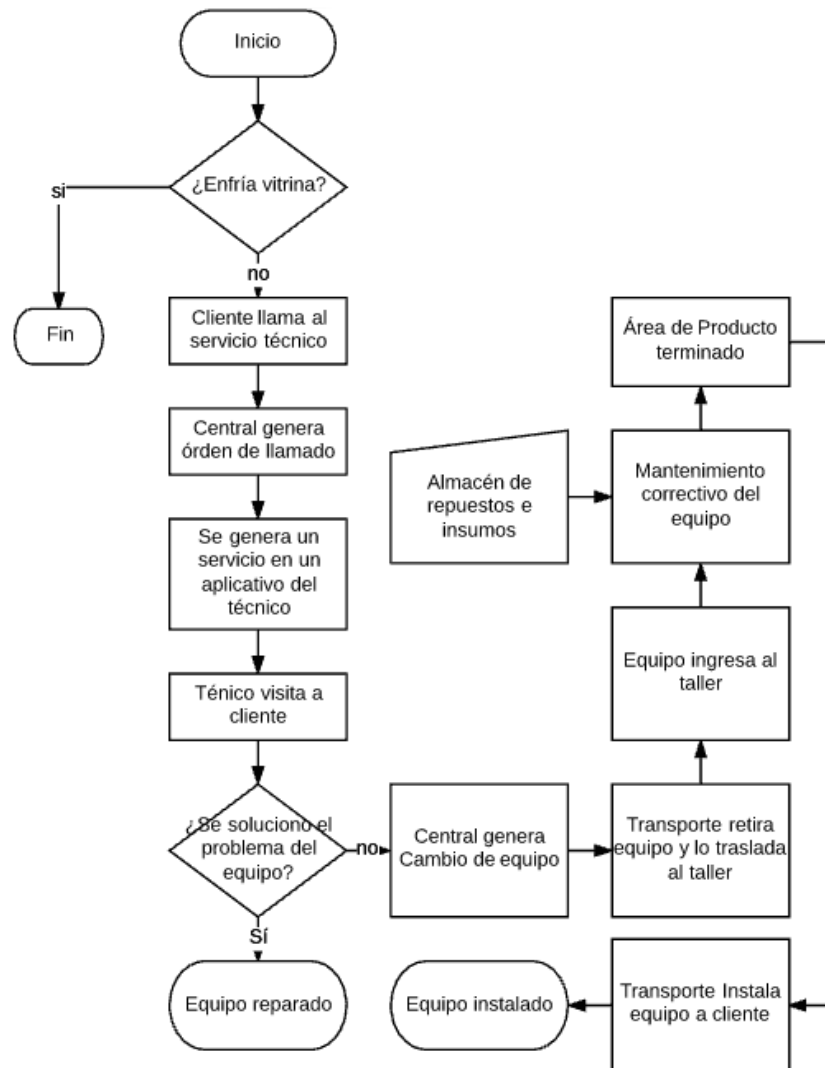 Inicio
¿Enfría vitrina?
si
no
Fin
Cliente llama al
servicio técnico
Central genera
órden de llamado
Se genera un
servicio en un
aplicativo del
técnico
Ténico visita a
cliente
¿Se soluciono el
problema del
equipo?
no
Sí
Equipo reparado
Central genera
Cambio de equipo
Transporte retira
equipo y lo traslada
al taller
Equipo ingresa al
taller
Almacén de
repuestos e
insumos
Mantenimiento
correctivo del
equipo
Área de Producto
terminado
Transporte Instala
equipo a cliente
Equipo instalado